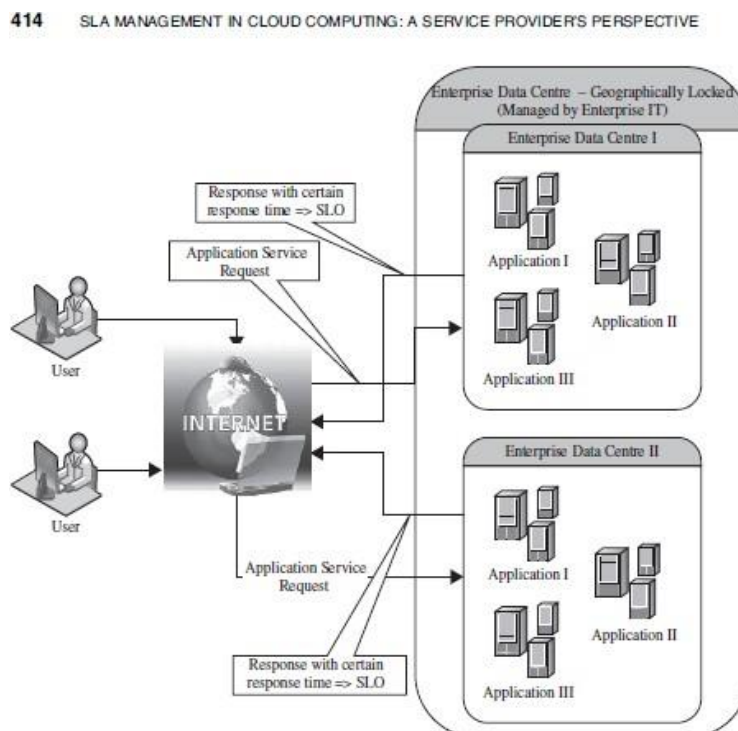 414 SLA MANAGEMENT IN CLOUD COMPUTING: A SERVICE PROVIDER'S PERSPECTIVE
Enterprise Data Centre – Geographically Locked
(Managed by Enterprise IT)
Enterprise Data Centre I
Response with certain
response time => SLO
Application Service
Request
Application I
Application II
Application III
User
INTERNET
User
Enterprise Data Centre II
Application I
Application Service
Request
Application II
Response with certain
response time => SLO
Application III